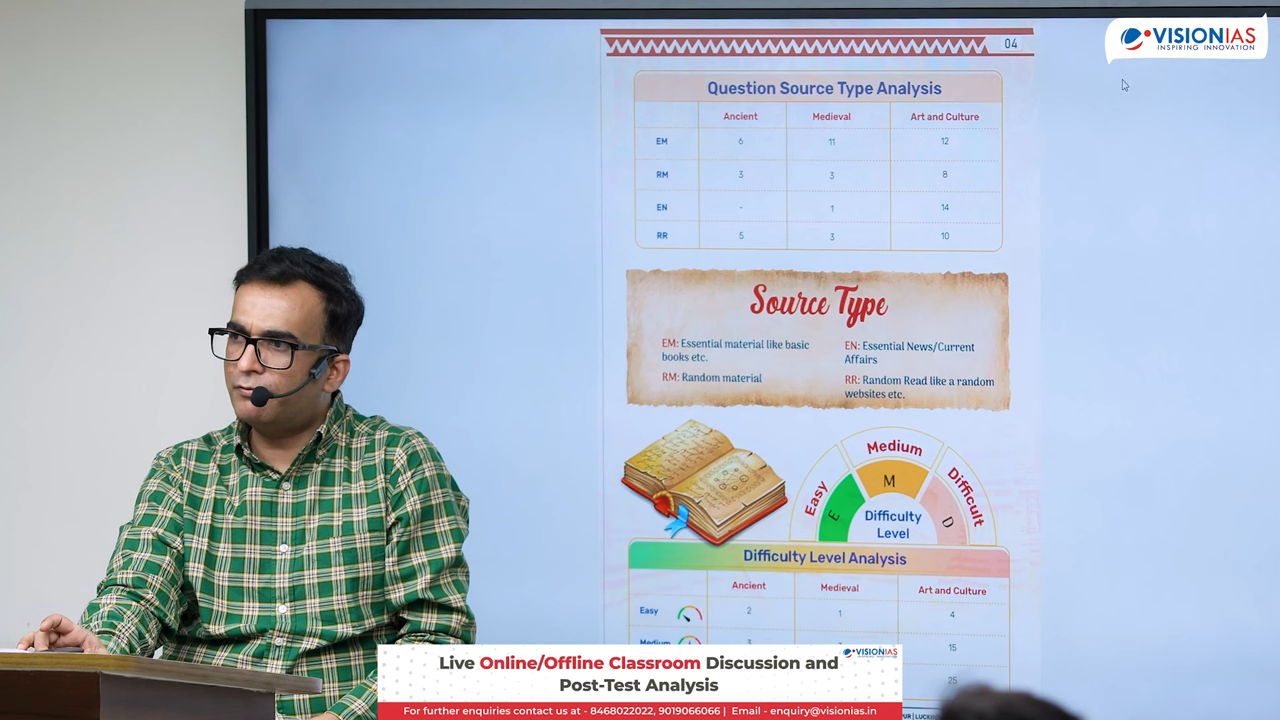 04
VISIONIAS
INSPIRING INNOVATION
Question Source Type Analysis
Ancient Medieval Art and Culture
EM 6 11 12
RM 3 3 8
EN - 1 14
RR 5 3 10
Source Type
EM: Essential material like basic
books etc.
RM: Random material
EN: Essential News/Current
Affairs
RR: Random Read like a random
websites etc.
Easy
Medium
Difficult
E
M
D
Difficulty
Level
Difficulty Level Analysis
Ancient Medieval Art and Culture
Easy 2 1 4
Medium 3 15
25
VISIONIAS
Live Online/Offline Classroom Discussion and
Post-Test Analysis
For further enquiries contact us at - 8468022022, 9019066066 | Email - enquiry@visionias.in